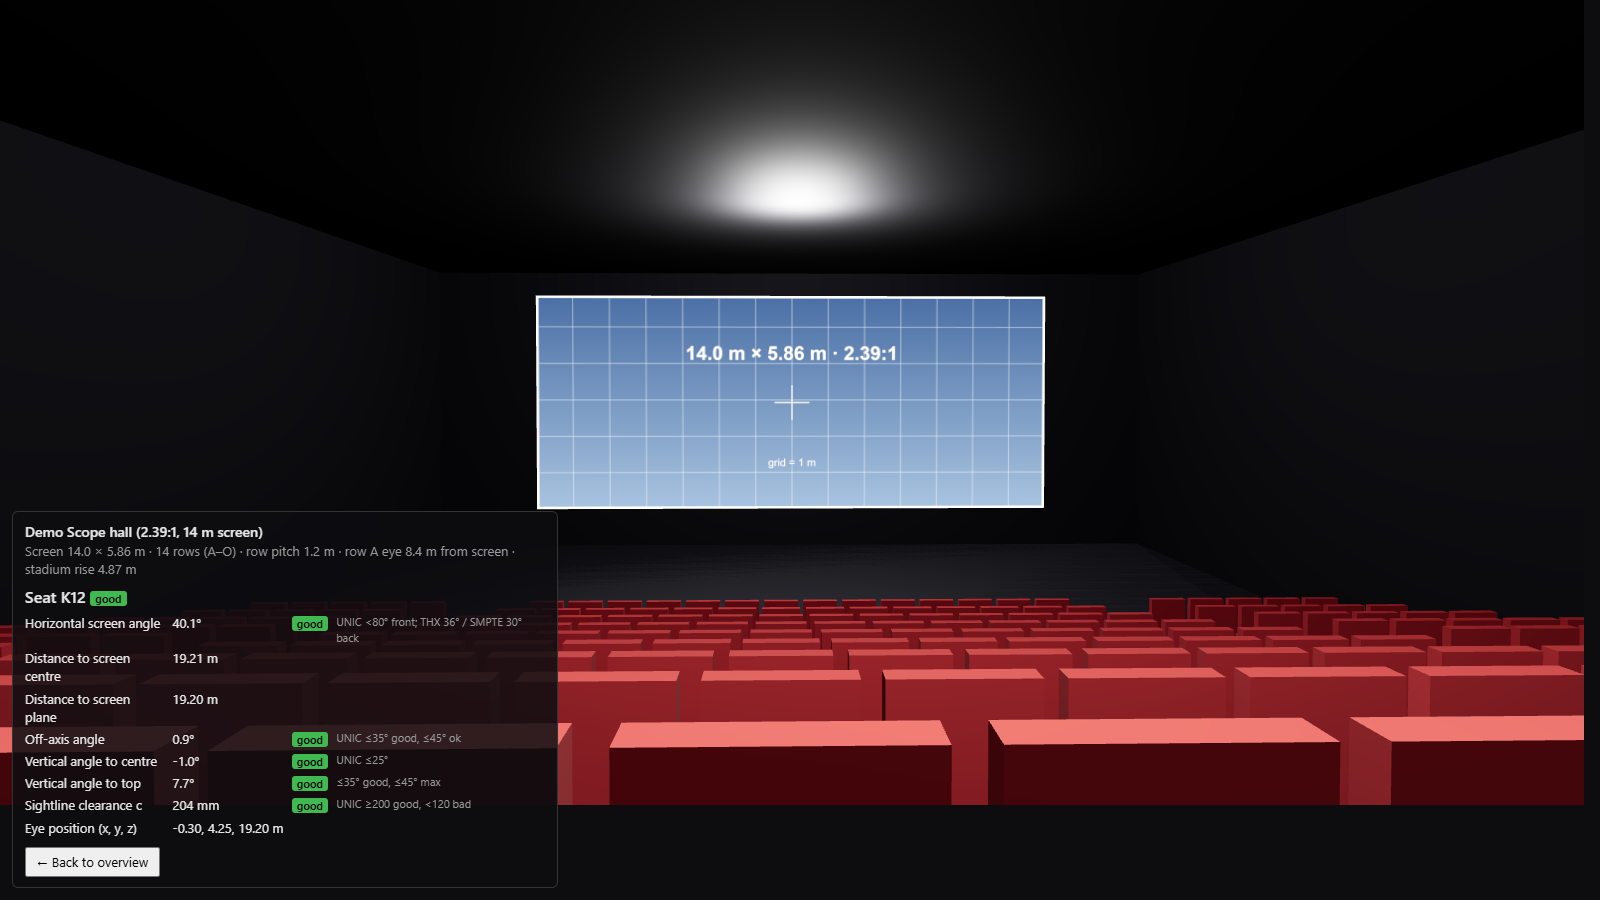 14.0 m × 5.86 m · 2.39:1
grid = 1 m
Demo Scope hall (2.39:1, 14 m screen)
Screen 14.0 × 5.86 m · 14 rows (A–O) · row pitch 1.2 m · row A eye 8.4 m from screen ·
stadium rise 4.87 m
Seat K12 good
Horizontal screen angle 40.1° good UNIC <80° front; THX 36° / SMPTE 30°
back
Distance to screen
centre 19.21 m
Distance to screen
plane 19.20 m
Off-axis angle 0.9° good UNIC ≤35° good, ≤45° ok
Vertical angle to centre -1.0° good UNIC ≤25°
Vertical angle to top 7.7° good ≤35° good, ≤45° max
Sightline clearance c 204 mm good UNIC ≥200 good, <120 bad
Eye position (x, y, z) -0.30, 4.25, 19.20 m
← Back to overview